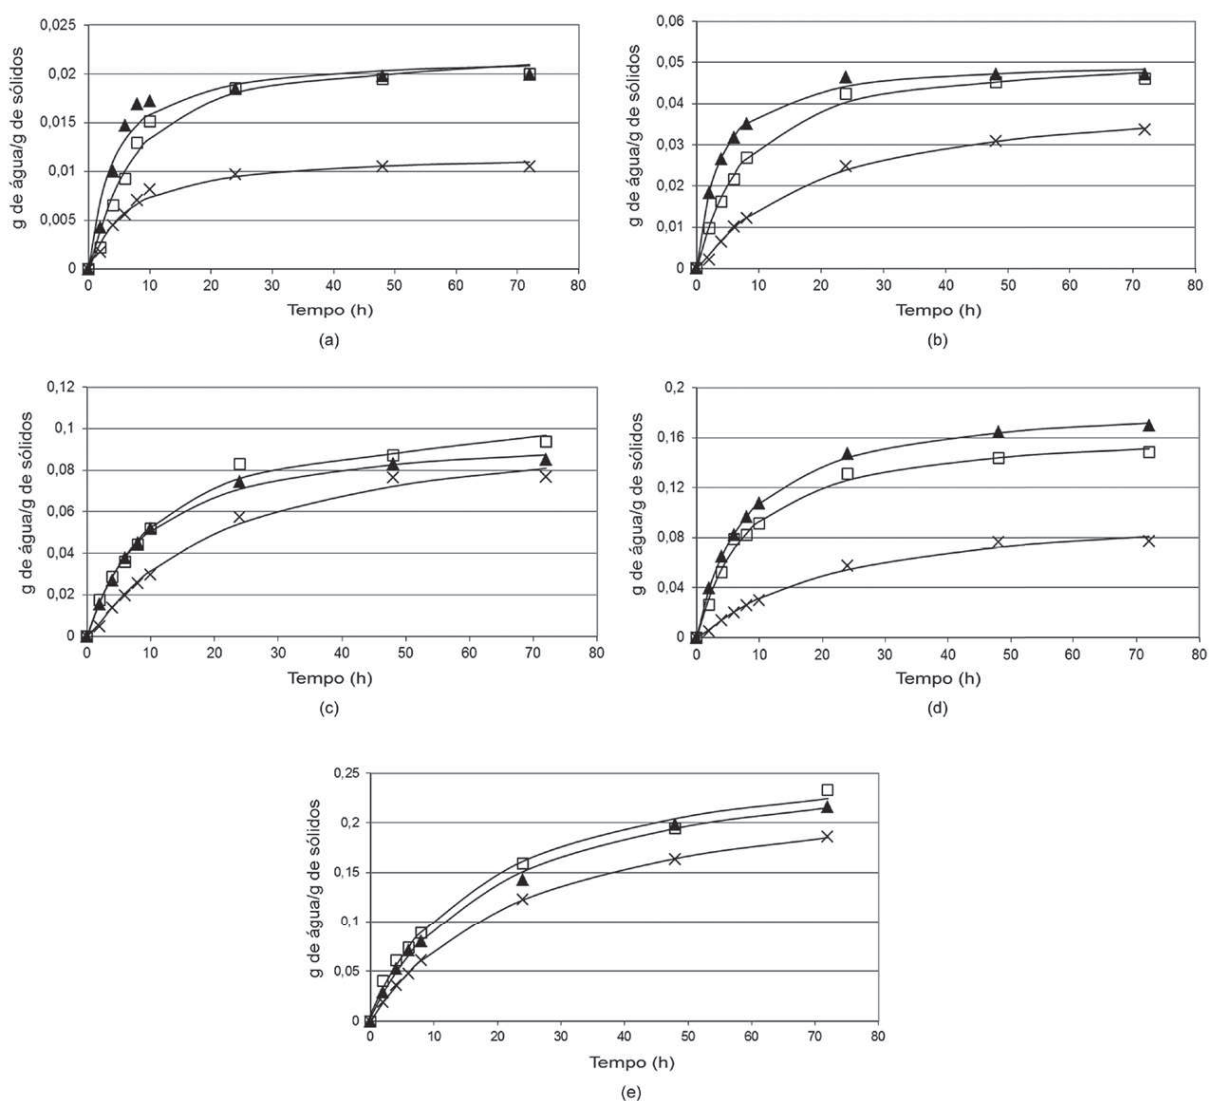 g de água/g de sólidos
0,025
0,02
0,015
0,01
0,005
0
0 10 20 30 40 50 60 70 80
Tempo (h)
(a)
g de água/g de sólidos
0,06
0,05
0,04
0,03
0,02
0,01
0
0 10 20 30 40 50 60 70 80
Tempo (h)
(b)
g de água/g de sólidos
0,12
0,1
0,08
0,06
0,04
0,02
0
0 10 20 30 40 50 60 70 80
Tempo (h)
(c)
g de água/g de sólidos
0,2
0,16
0,12
0,08
0,04
0
0 10 20 30 40 50 60 70 80
Tempo (h)
(d)
g de água/g de sólidos
0,25
0,2
0,15
0,1
0,05
0
0 10 20 30 40 50 60 70 80
Tempo (h)
(e)